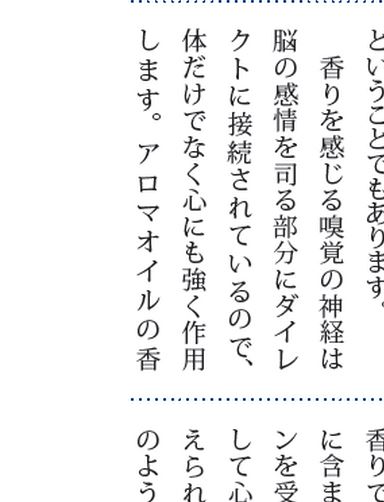 ということでもあります。
香りを感じる嗅覚の神経は
脳の感情を司る部分にダイレ
クトに接続されているので、
体だけでなく心にも強く作用
します。アロマオイルの香
香りで
に含ま
ンを受
して心
えられ
のよう